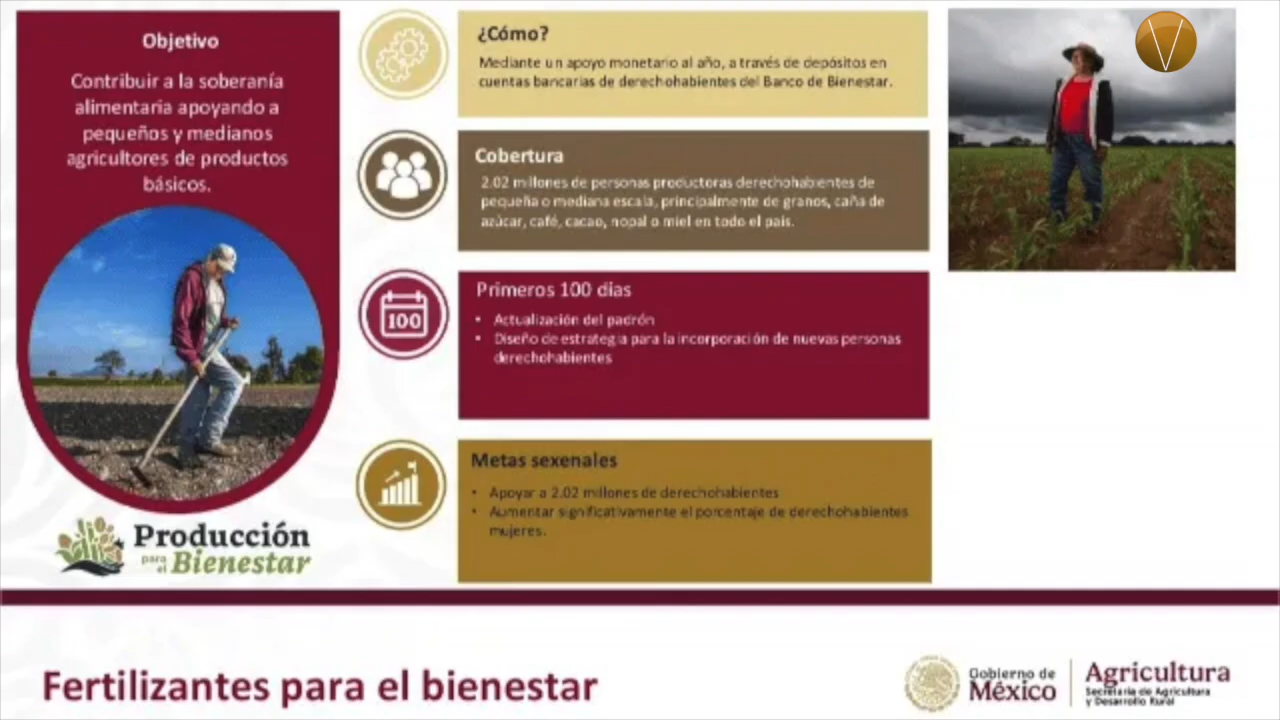 Objetivo
Contribuir a la soberanía
alimentaria apoyando a
pequeños y medianos
agricultores de productos
básicos.
Producción
para el Bienestar
¿Cómo?
Mediante un apoyo monetario al año, a través de depósitos en
cuentas bancarias de derechohabientes del Banco de Bienestar.
Cobertura
2.02 millones de personas productoras derechohabientes de
pequeña o mediana escala, principalmente de granos, caña de
azúcar, café, cacao, nopal o miel en todo el país.
100
Primeros 100 días
• Actualización del padrón
• Diseño de estrategia para la incorporación de nuevas personas
derechohabientes
Metas sexenales
• Apoyar a 2.02 millones de derechohabientes
• Aumentar significativamente el porcentaje de derechohabientes
mujeres.
V
Fertilizantes para el bienestar
Gobierno de
México
Agricultura
Secretaría de Agricultura
y Desarrollo Rural